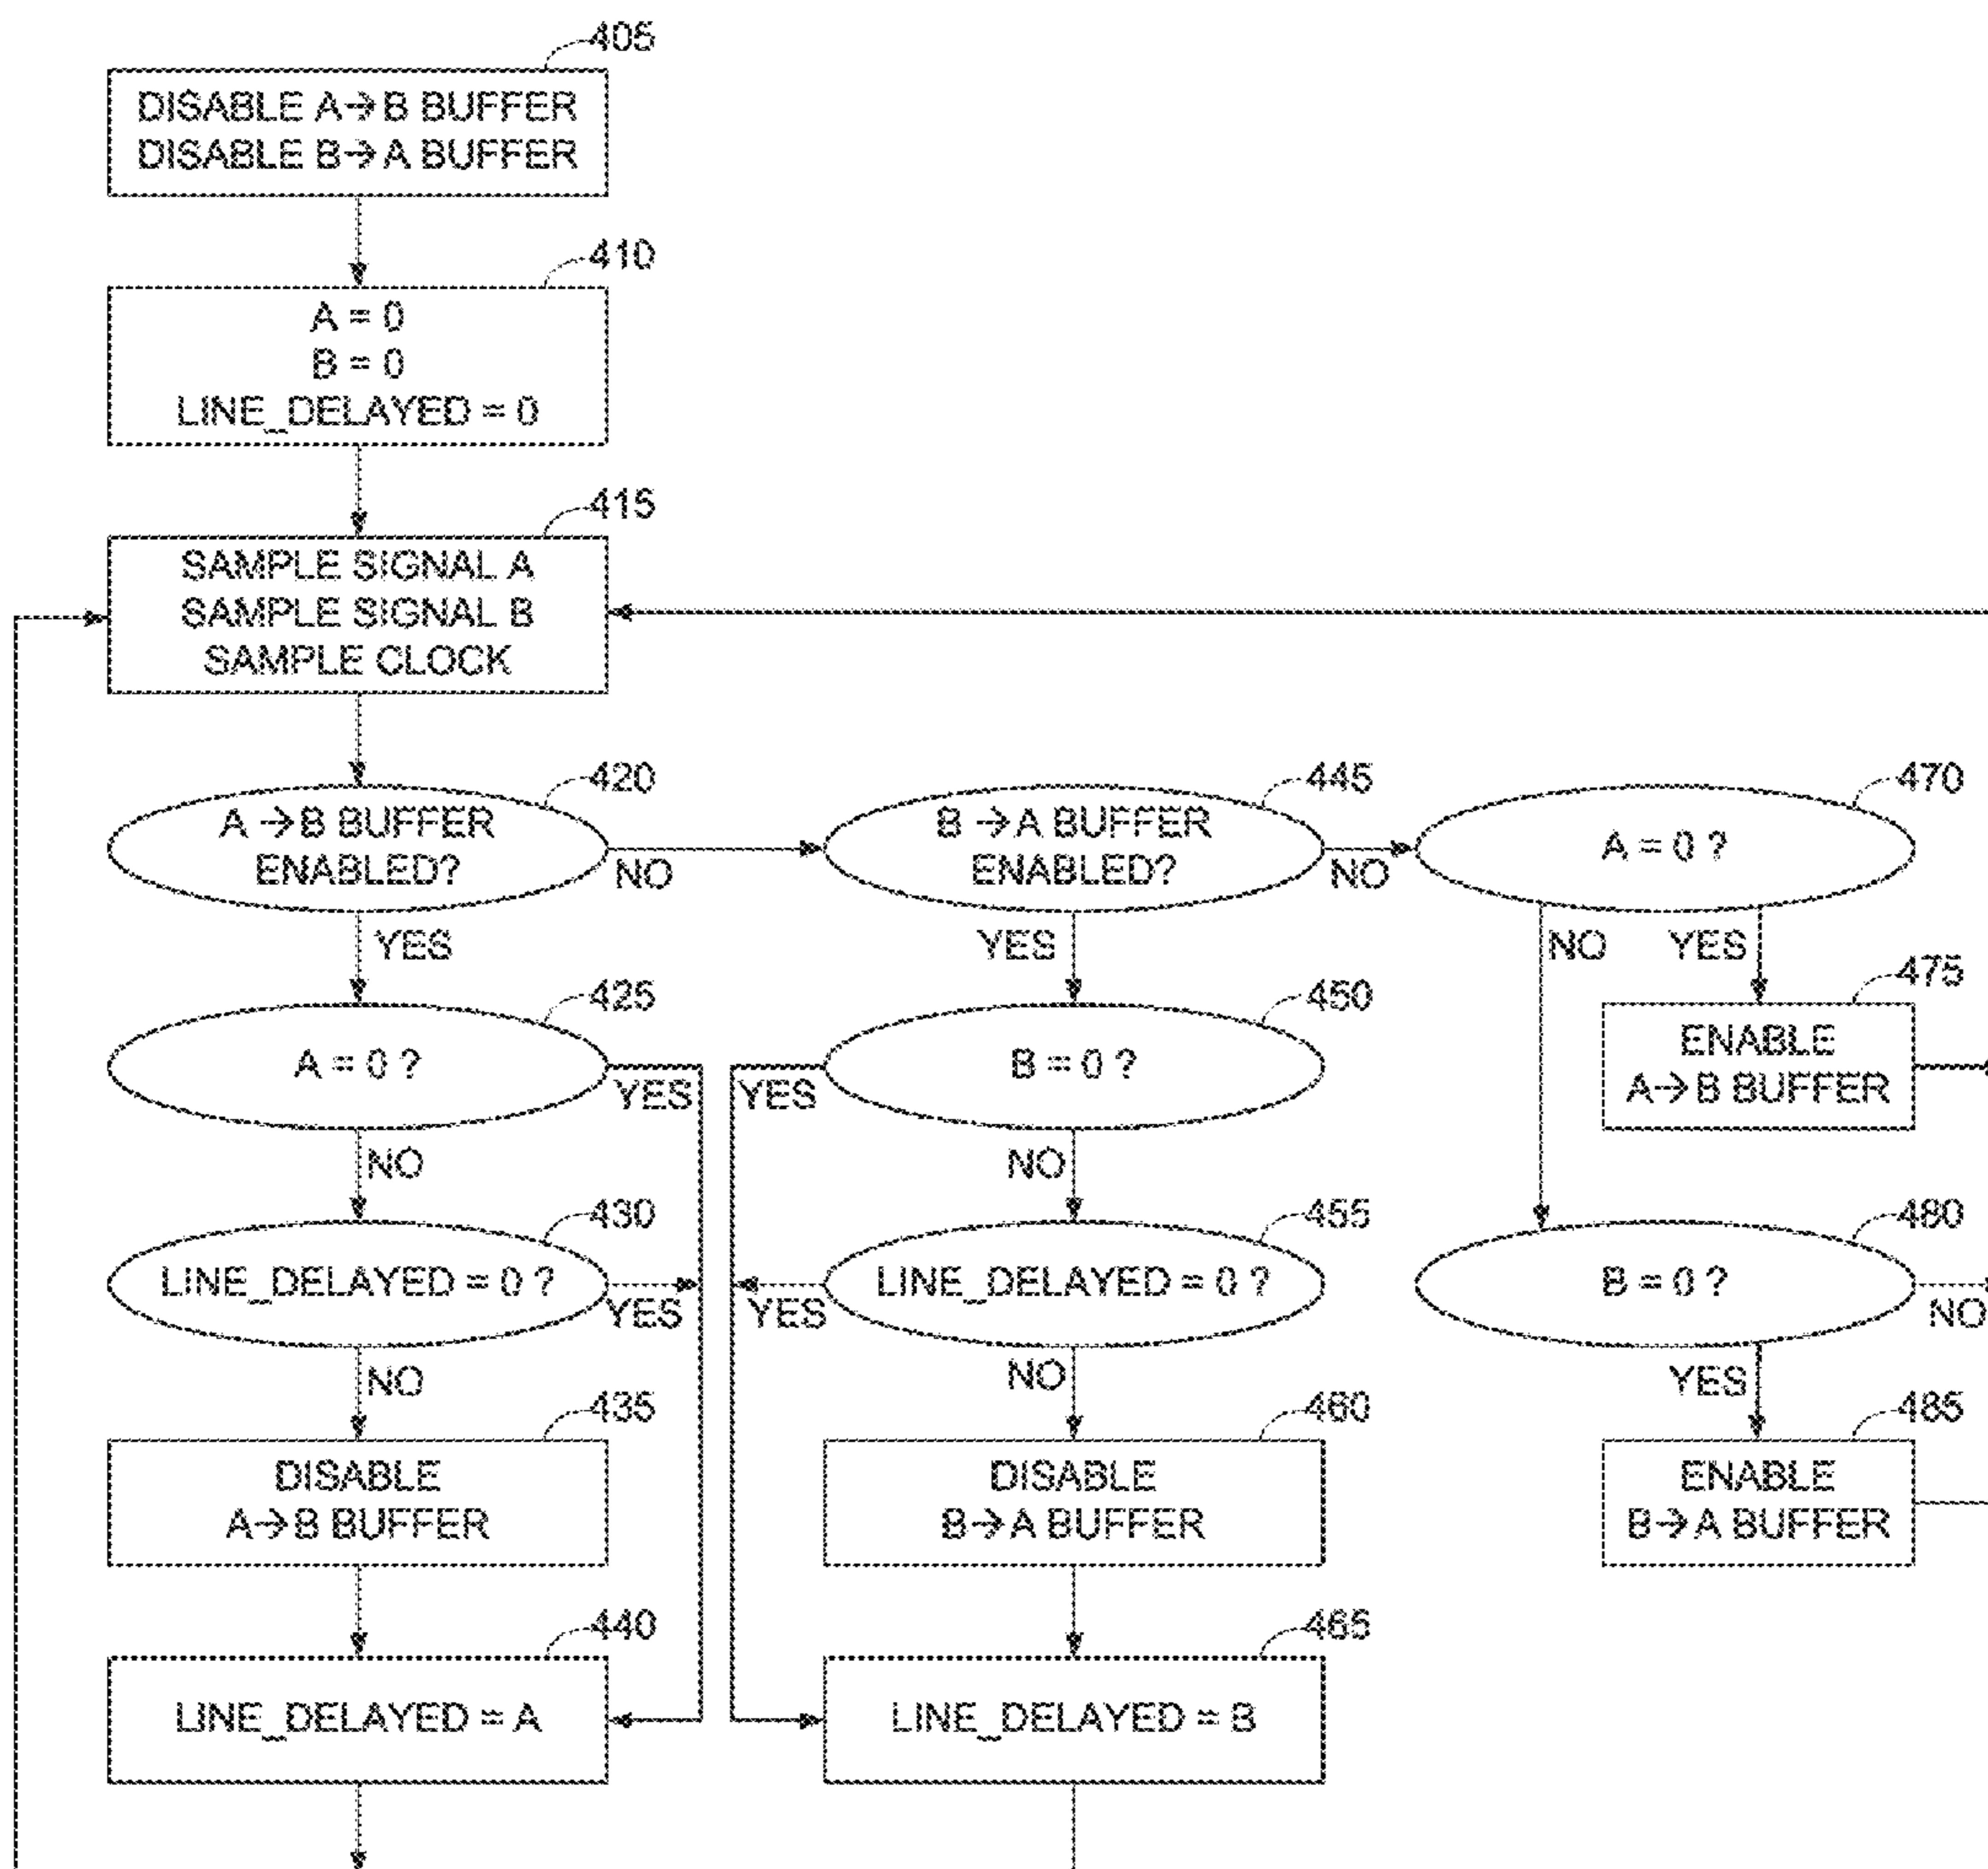 405
DISABLE A→B BUFFER
DISABLE B→A BUFFER
410
A = 0
B = 0
LINE_DELAYED = 0
415
SAMPLE SIGNAL A
SAMPLE SIGNAL B
SAMPLE CLOCK
420
A→B BUFFER
ENABLED?
NO
YES
445
B→A BUFFER
ENABLED?
NO
YES
470
A = 0 ?
NO
YES
425
A = 0 ?
YES
NO
450
B = 0 ?
YES
NO
475
ENABLE
A→B BUFFER
430
LINE_DELAYED = 0 ?
YES
NO
455
LINE_DELAYED = 0 ?
YES
NO
480
B = 0 ?
NO
YES
435
DISABLE
A→B BUFFER
460
DISABLE
B→A BUFFER
485
ENABLE
B→A BUFFER
440
LINE_DELAYED = A
465
LINE_DELAYED = B